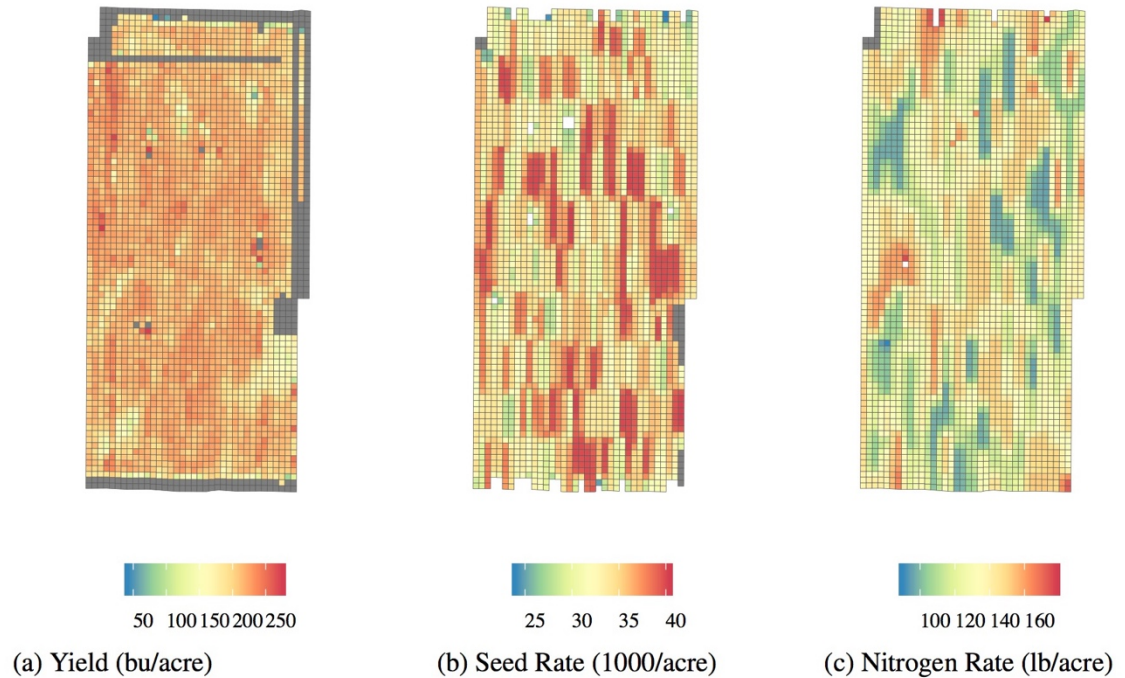 50 100 150 200 250
25 30 35 40
100 120 140 160
(a) Yield (bu/acre)
(b) Seed Rate (1000/acre)
(c) Nitrogen Rate (lb/acre)